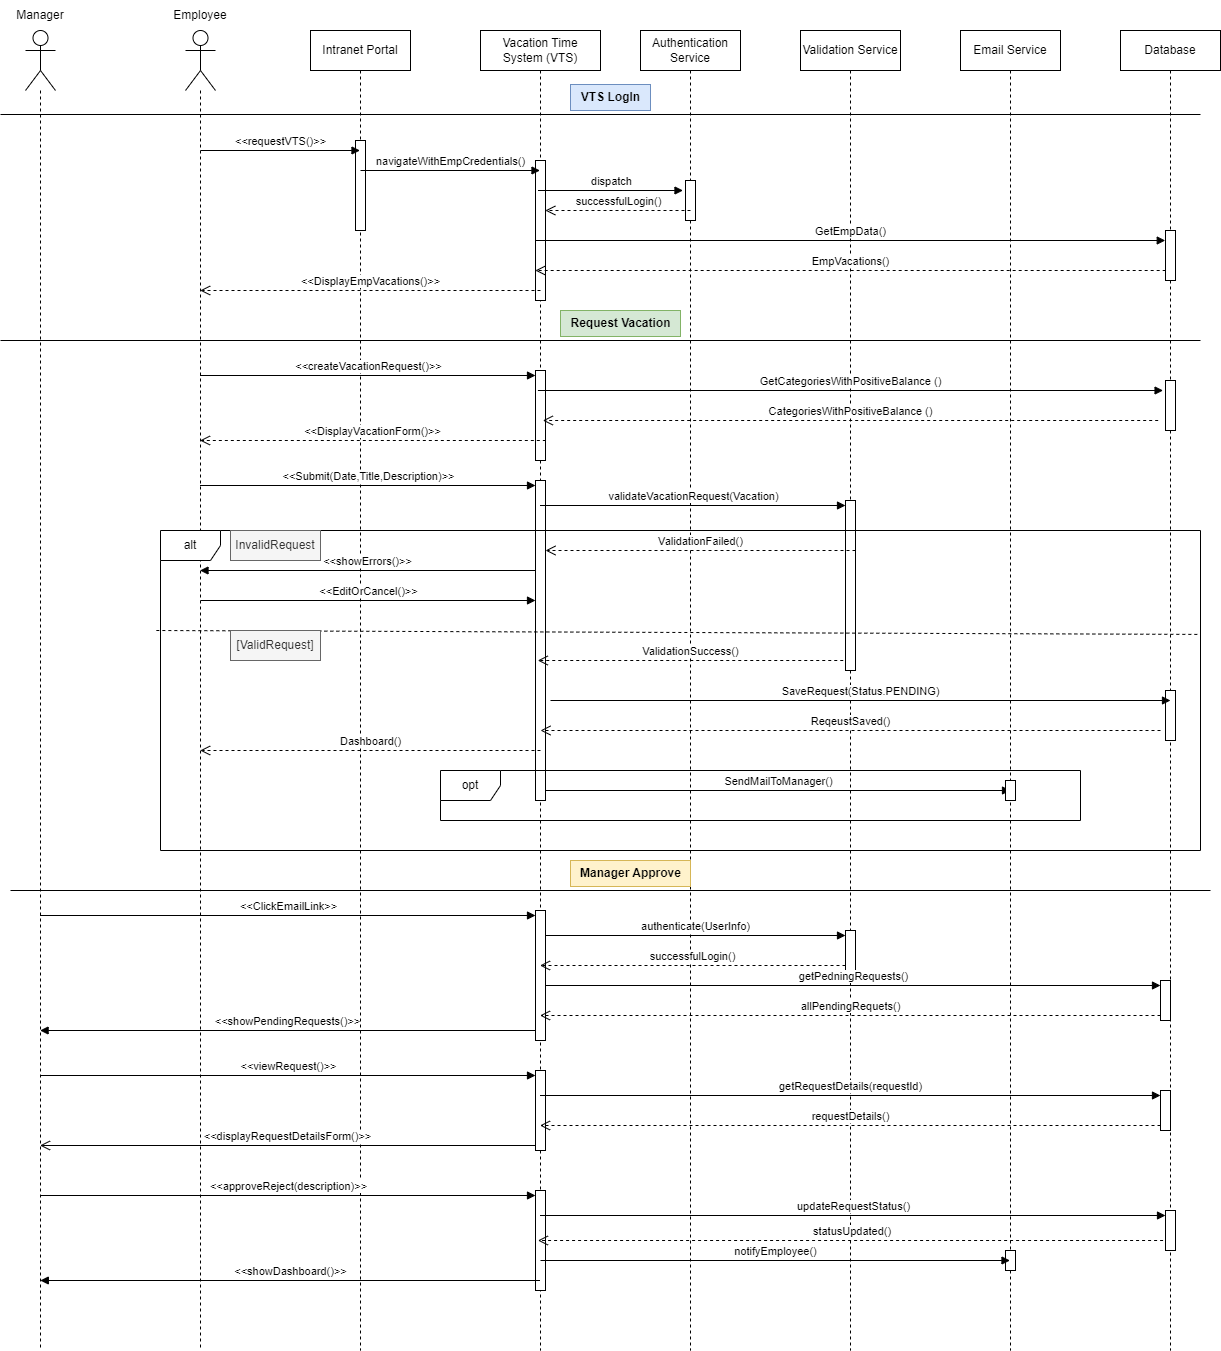 Manager
Employee
Intranet Portal
Vacation Time
System (VTS)
Authentication
Service
Validation Service
Email Service
Database
VTS LogIn
<<requestVTS()>>
navigateWithEmpCredentials()
dispatch
successfulLogin()
GetEmpData()
EmpVacations()
<<DisplayEmpVacations()>>
Request Vacation
<<createVacationRequest()>>
GetCategoriesWithPositiveBalance ()
CategoriesWithPositiveBalance ()
<<DisplayVacationForm()>>
<<Submit(Date,Title,Description)>>
validateVacationRequest(Vacation)
alt
InvalidRequest
ValidationFailed()
<<showErrors()>>
<<EditOrCancel()>>
[ValidRequest]
ValidationSuccess()
SaveRequest(Status.PENDING)
ReqeustSaved()
Dashboard()
opt
SendMailToManager()
Manager Approve
<<ClickEmailLink>>
authenticate(UserInfo)
successfulLogin()
getPedningRequests()
allPendingRequets()
<<showPendingRequests()>>
<<viewRequest()>>
getRequestDetails(requestId)
requestDetails()
<<displayRequestDetailsForm()>>
<<approveReject(description)>>
updateRequestStatus()
statusUpdated()
notifyEmployee()
<<showDashboard()>>